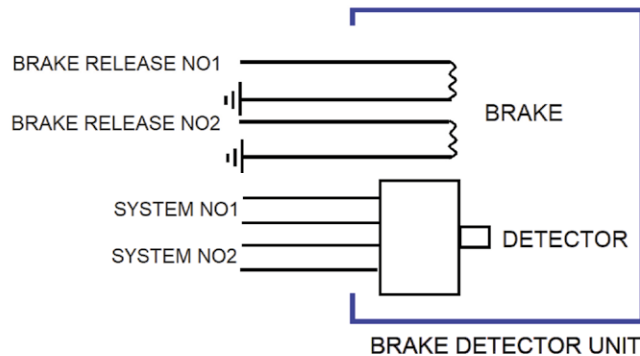 BRAKE RELEASE NO1
BRAKE RELEASE NO2
BRAKE
SYSTEM NO1
SYSTEM NO2
DETECTOR
BRAKE DETECTOR UNIT